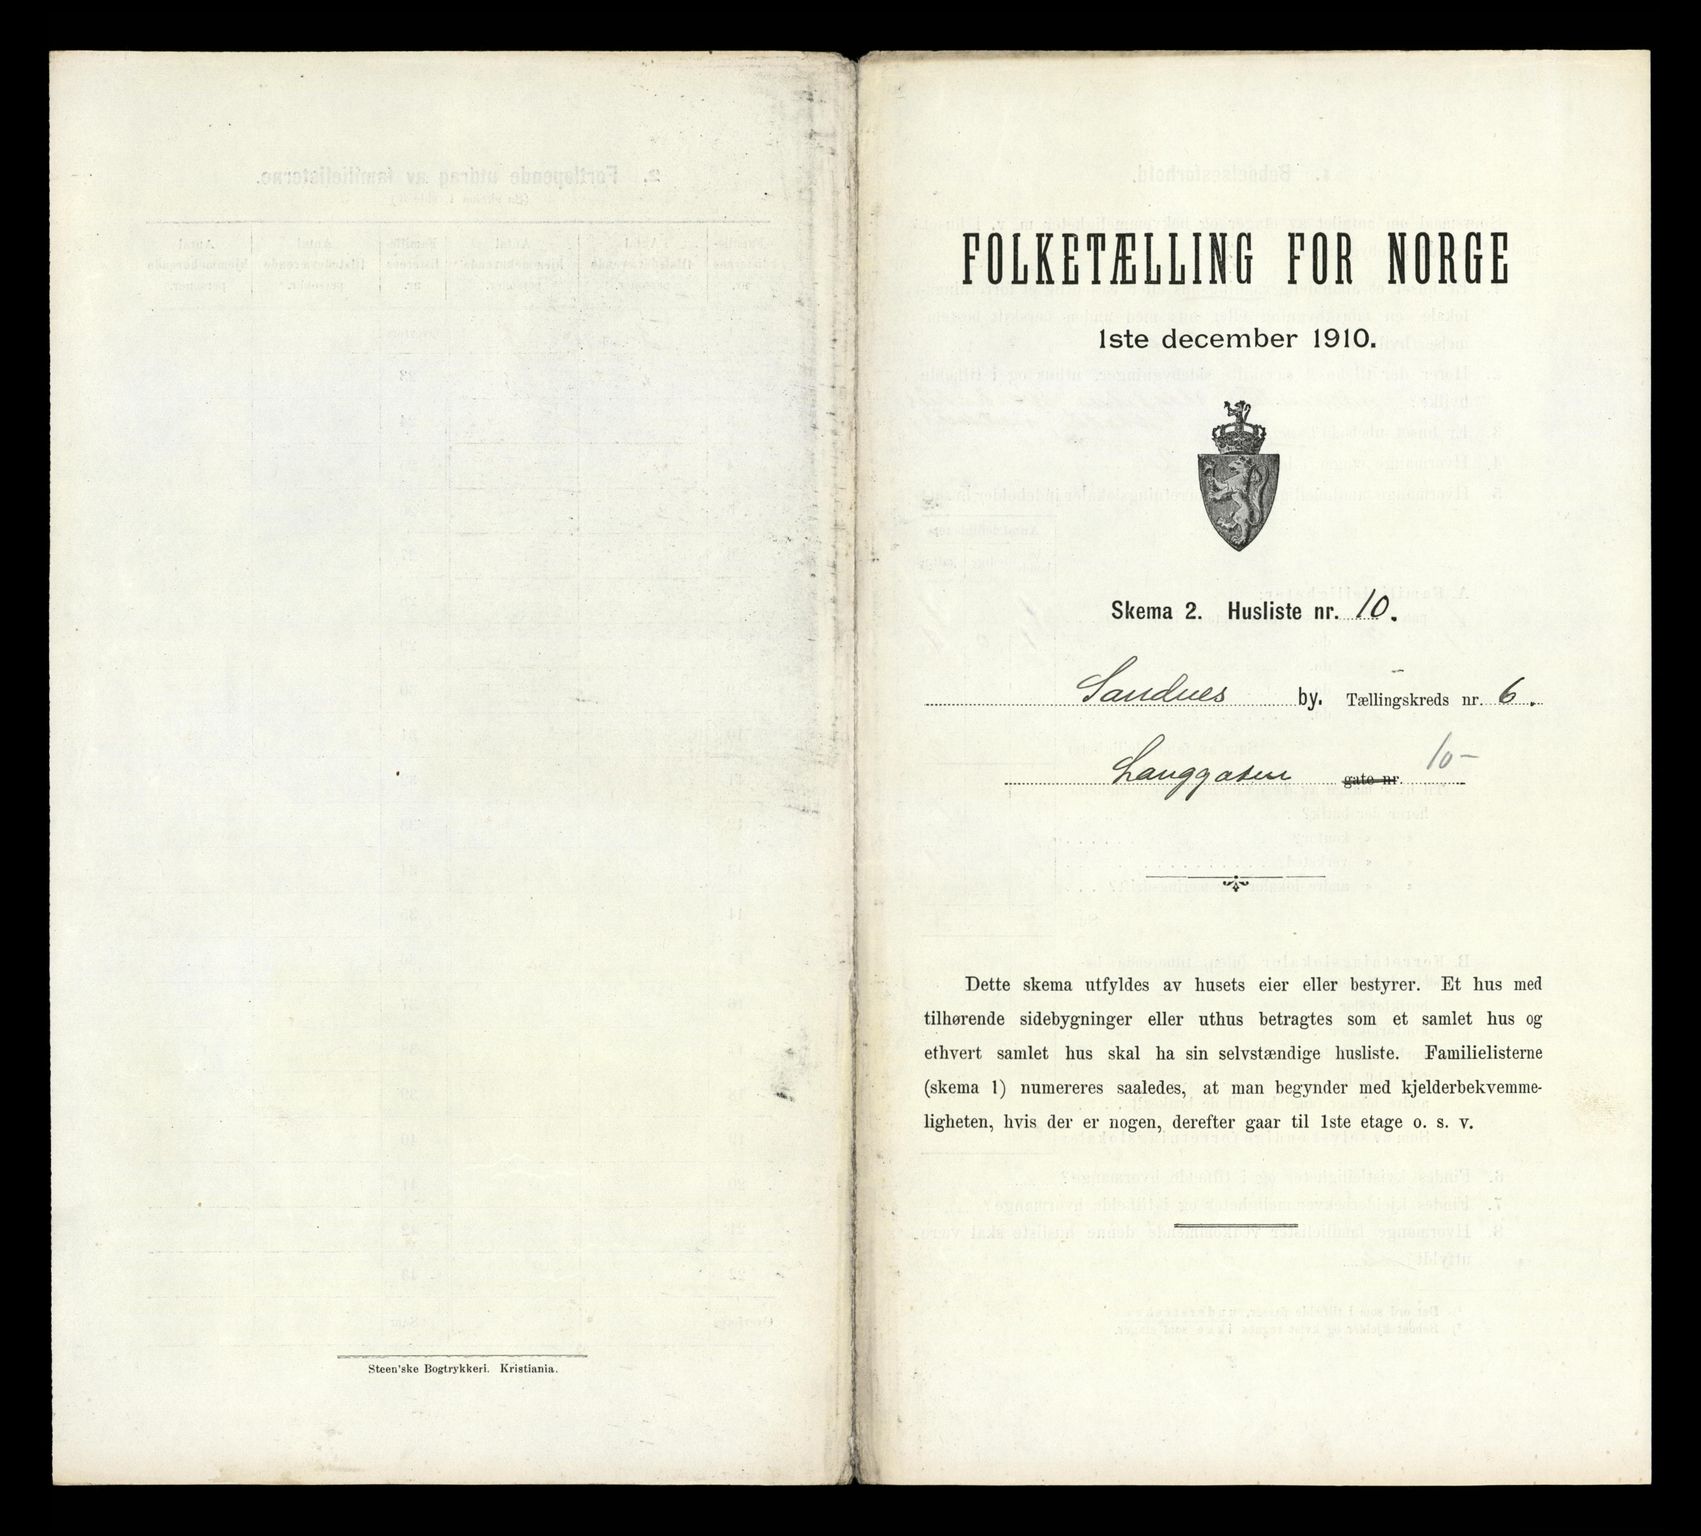 Steen'ske Bogtrykkeri. Kristiania.
FOLKETÆLLING FOR NORGE
1ste december 1910.
Skema 2. Husliste nr. 10.
Sandnes by. Tællingskreds nr. 6.
Langgaten gate nr. 10-
Dette skema utfyldes av husets eier eller bestyrer. Et hus med
tilhørende sidebygninger eller uthus betragtes som et samlet hus og
ethvert samlet hus skal ha sin selvstændige husliste. Familielisterne
(skema 1) numereres saaledes, at man begynder med kjelderbekvemme-
ligheten, hvis der er nogen, derefter gaar til 1ste etage o. s. v.